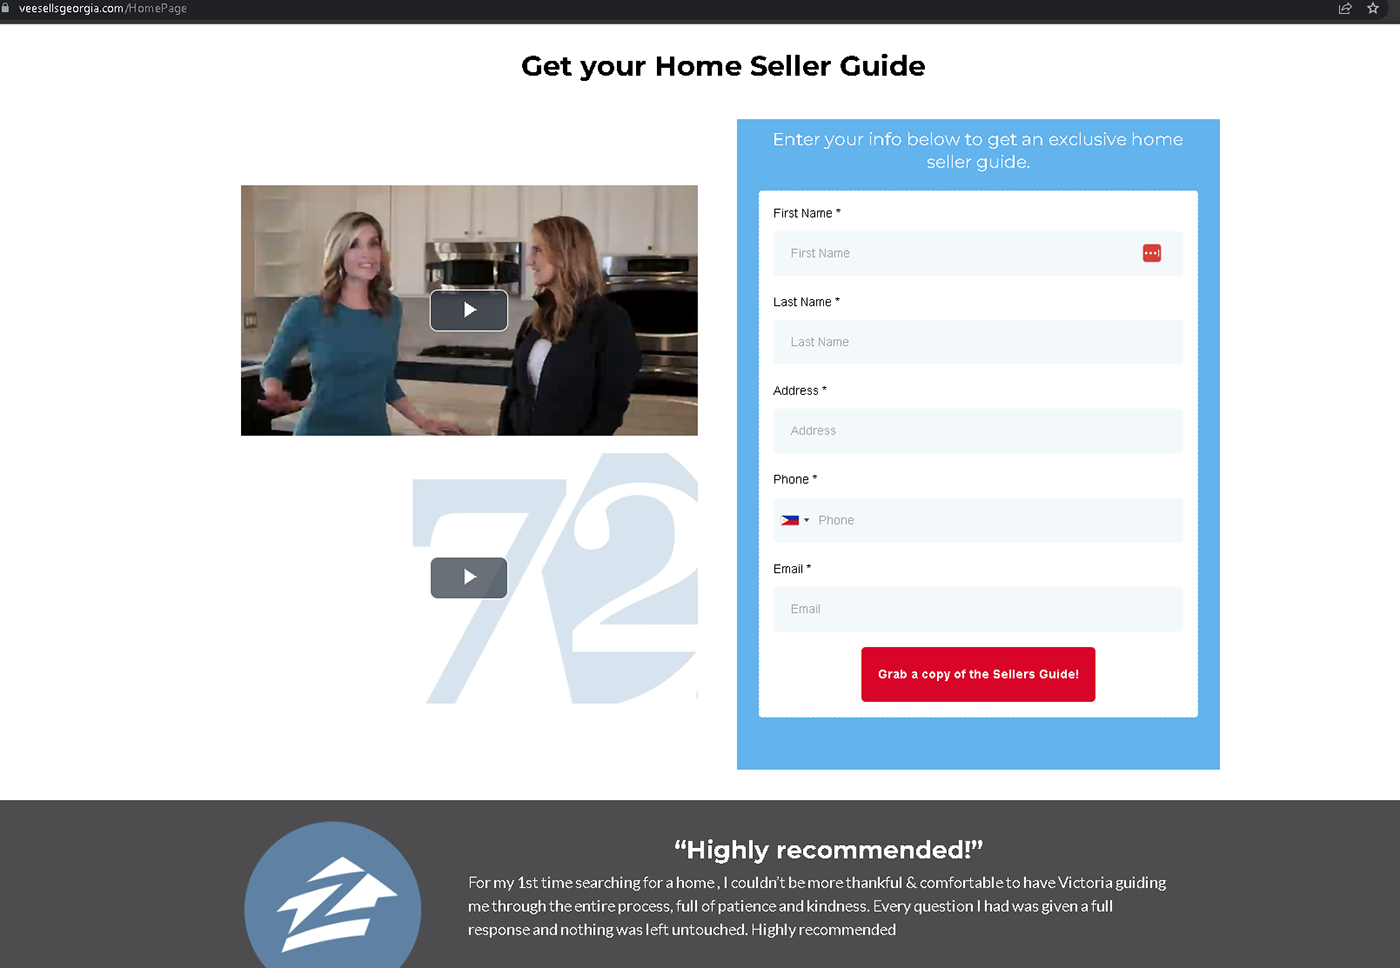 veesellsgeorgia.com/HomePage
Get your Home Seller Guide
Enter your info below to get an exclusive home
seller guide.
First Name *
First Name
Last Name *
Last Name
Address *
Address
Phone *
Phone
Email *
Email
Grab a copy of the Sellers Guide!
72
“Highly recommended!”
For my 1st time searching for a home , I couldn’t be more thankful & comfortable to have Victoria guiding
me through the entire process, full of patience and kindness. Every question I had was given a full
response and nothing was left untouched. Highly recommended